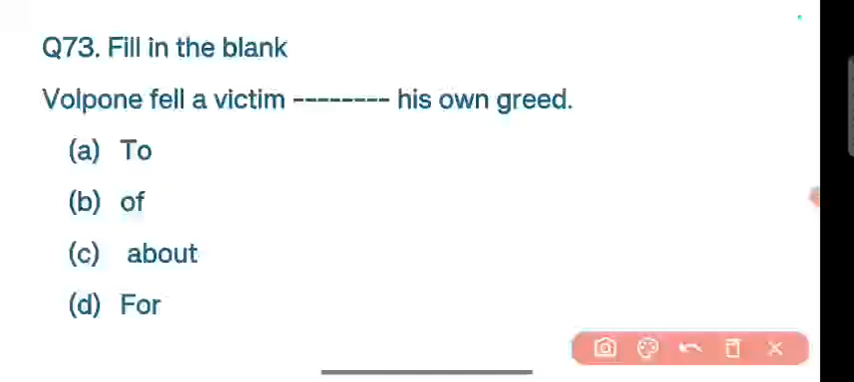 Q73. Fill in the blank
Volpone fell a victim -------- his own greed.
(a) To
(b) of
(c) about
(d) For